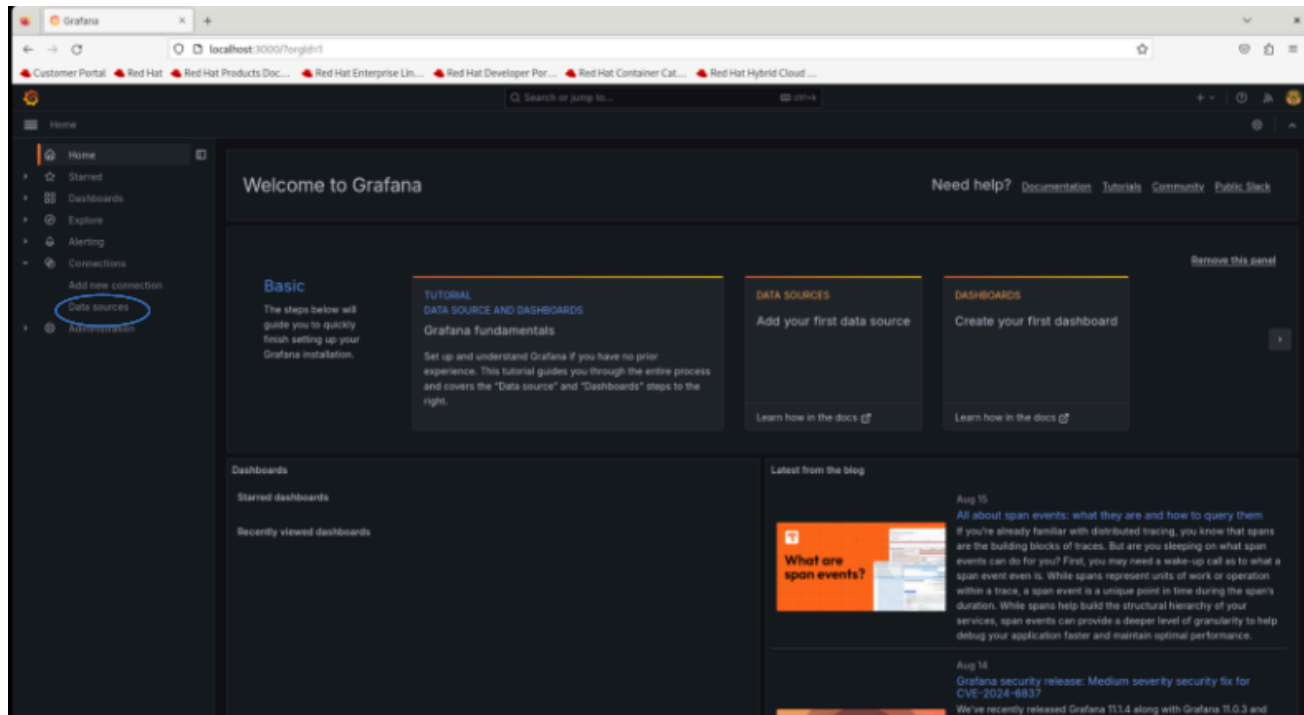 Grafana
localhost:3000/?orgId=1
Customer Portal Red Hat Red Hat Products Doc... Red Hat Enterprise Lin... Red Hat Developer Por... Red Hat Container Cat... Red Hat Hybrid Cloud ...
Search or jump to... ctrl+k
Home
Home
Starred
Dashboards
Explore
Alerting
Connections
Add new connection
Data sources
Administration
Welcome to Grafana
Need help? Documentation Tutorials Community Public Slack
Remove this panel
Basic
The steps below will
guide you to quickly
finish setting up your
Grafana installation.
TUTORIAL
DATA SOURCE AND DASHBOARDS
Grafana fundamentals
Set up and understand Grafana if you have no prior
experience. This tutorial guides you through the entire process
and covers the "Data source" and "Dashboards" steps to the
right.
DATA SOURCES
Add your first data source
Learn how in the docs
DASHBOARDS
Create your first dashboard
Learn how in the docs
Dashboards
Starred dashboards
Recently viewed dashboards
Latest from the blog
What are
span events?
Aug 15
All about span events: what they are and how to query them
If you're already familiar with distributed tracing, you know that spans
are the building blocks of traces. But are you sleeping on what span
events can do for you? First, you may need a wake-up call as to what a
span event even is. While spans represent units of work or operation
within a trace, a span event is a unique point in time during the span's
duration. While spans help build the structural hierarchy of your
services, span events can provide a deeper level of granularity to help
debug your application faster and maintain optimal performance.
Aug 14
Grafana security release: Medium severity security fix for
CVE-2024-6837
We've recently released Grafana 11.1.4 along with Grafana 11.0.3 and